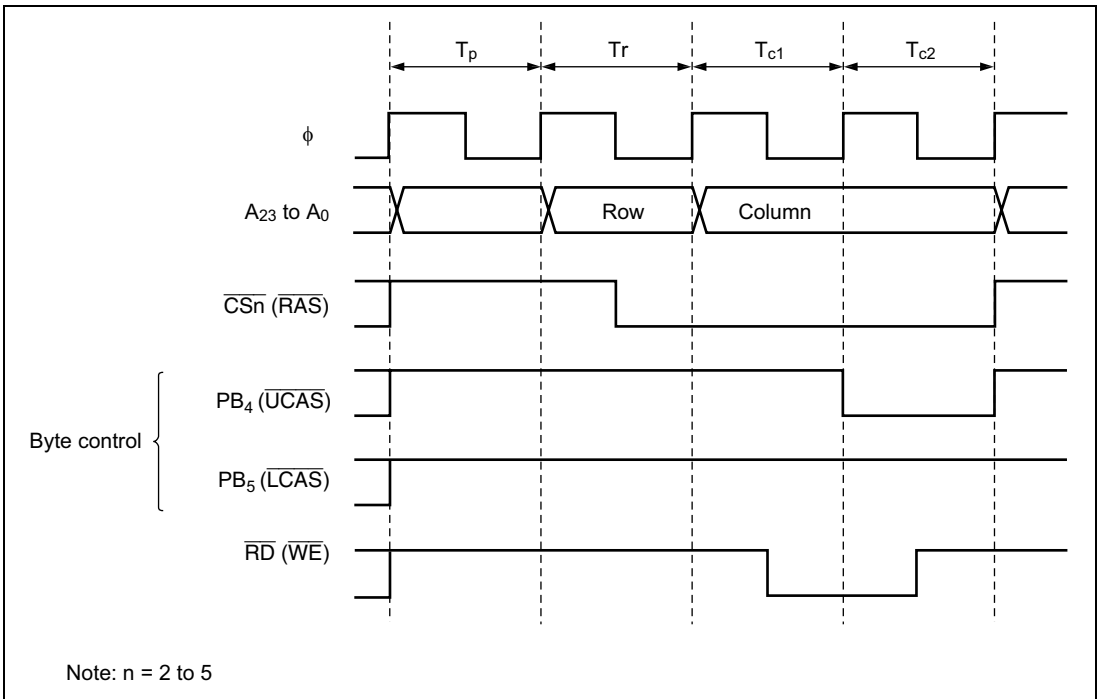 Tp Tr Tc1 Tc2
ϕ
A23 to A0 Row Column
CSn (RAS)
PB4 (UCAS)
Byte control
PB5 (LCAS)
RD (WE)
Note: n = 2 to 5